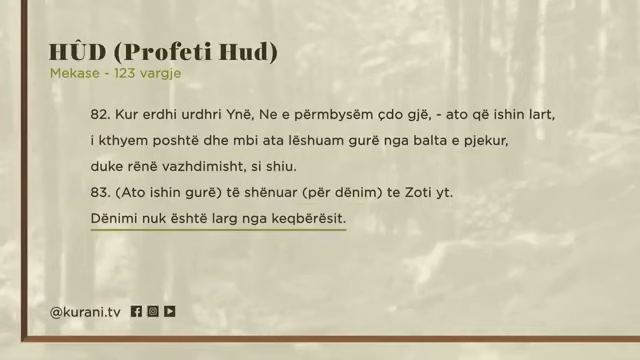 HÛD (Profeti Hud)
Mekase - 123 vargje
82. Kur erdhi urdhri Ynë, Ne e përmbysëm çdo gjë, - ato që ishin lart,
i kthyem poshtë dhe mbi ata lëshuam gurë nga balta e pjekur,
duke rënë vazhdimisht, si shiu.
83. (Ato ishin gurë) të shënuar (për dënim) te Zoti yt.
Dënimi nuk është larg nga keqbërësit.
@kurani.tv